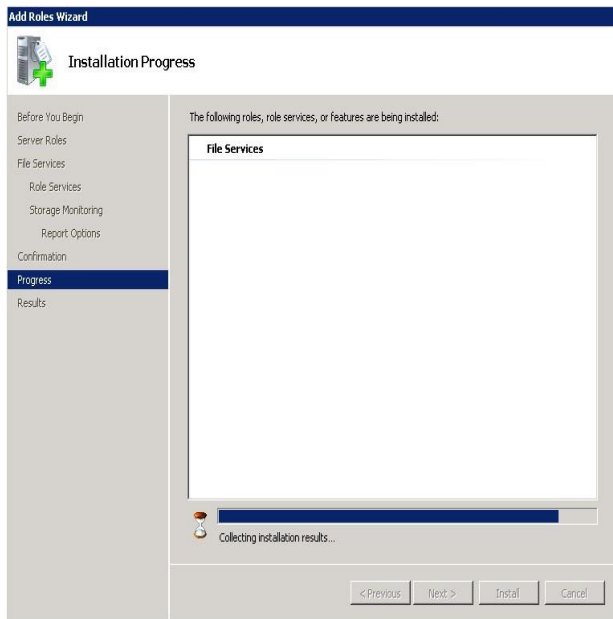 Add Roles Wizard
Installation Progress
Before You Begin
Server Roles
File Services
Role Services
Storage Monitoring
Report Options
Confirmation
Progress
Results
The following roles, role services, or features are being installed:
File Services
Collecting installation results...
< Previous
Next >
Install
Cancel